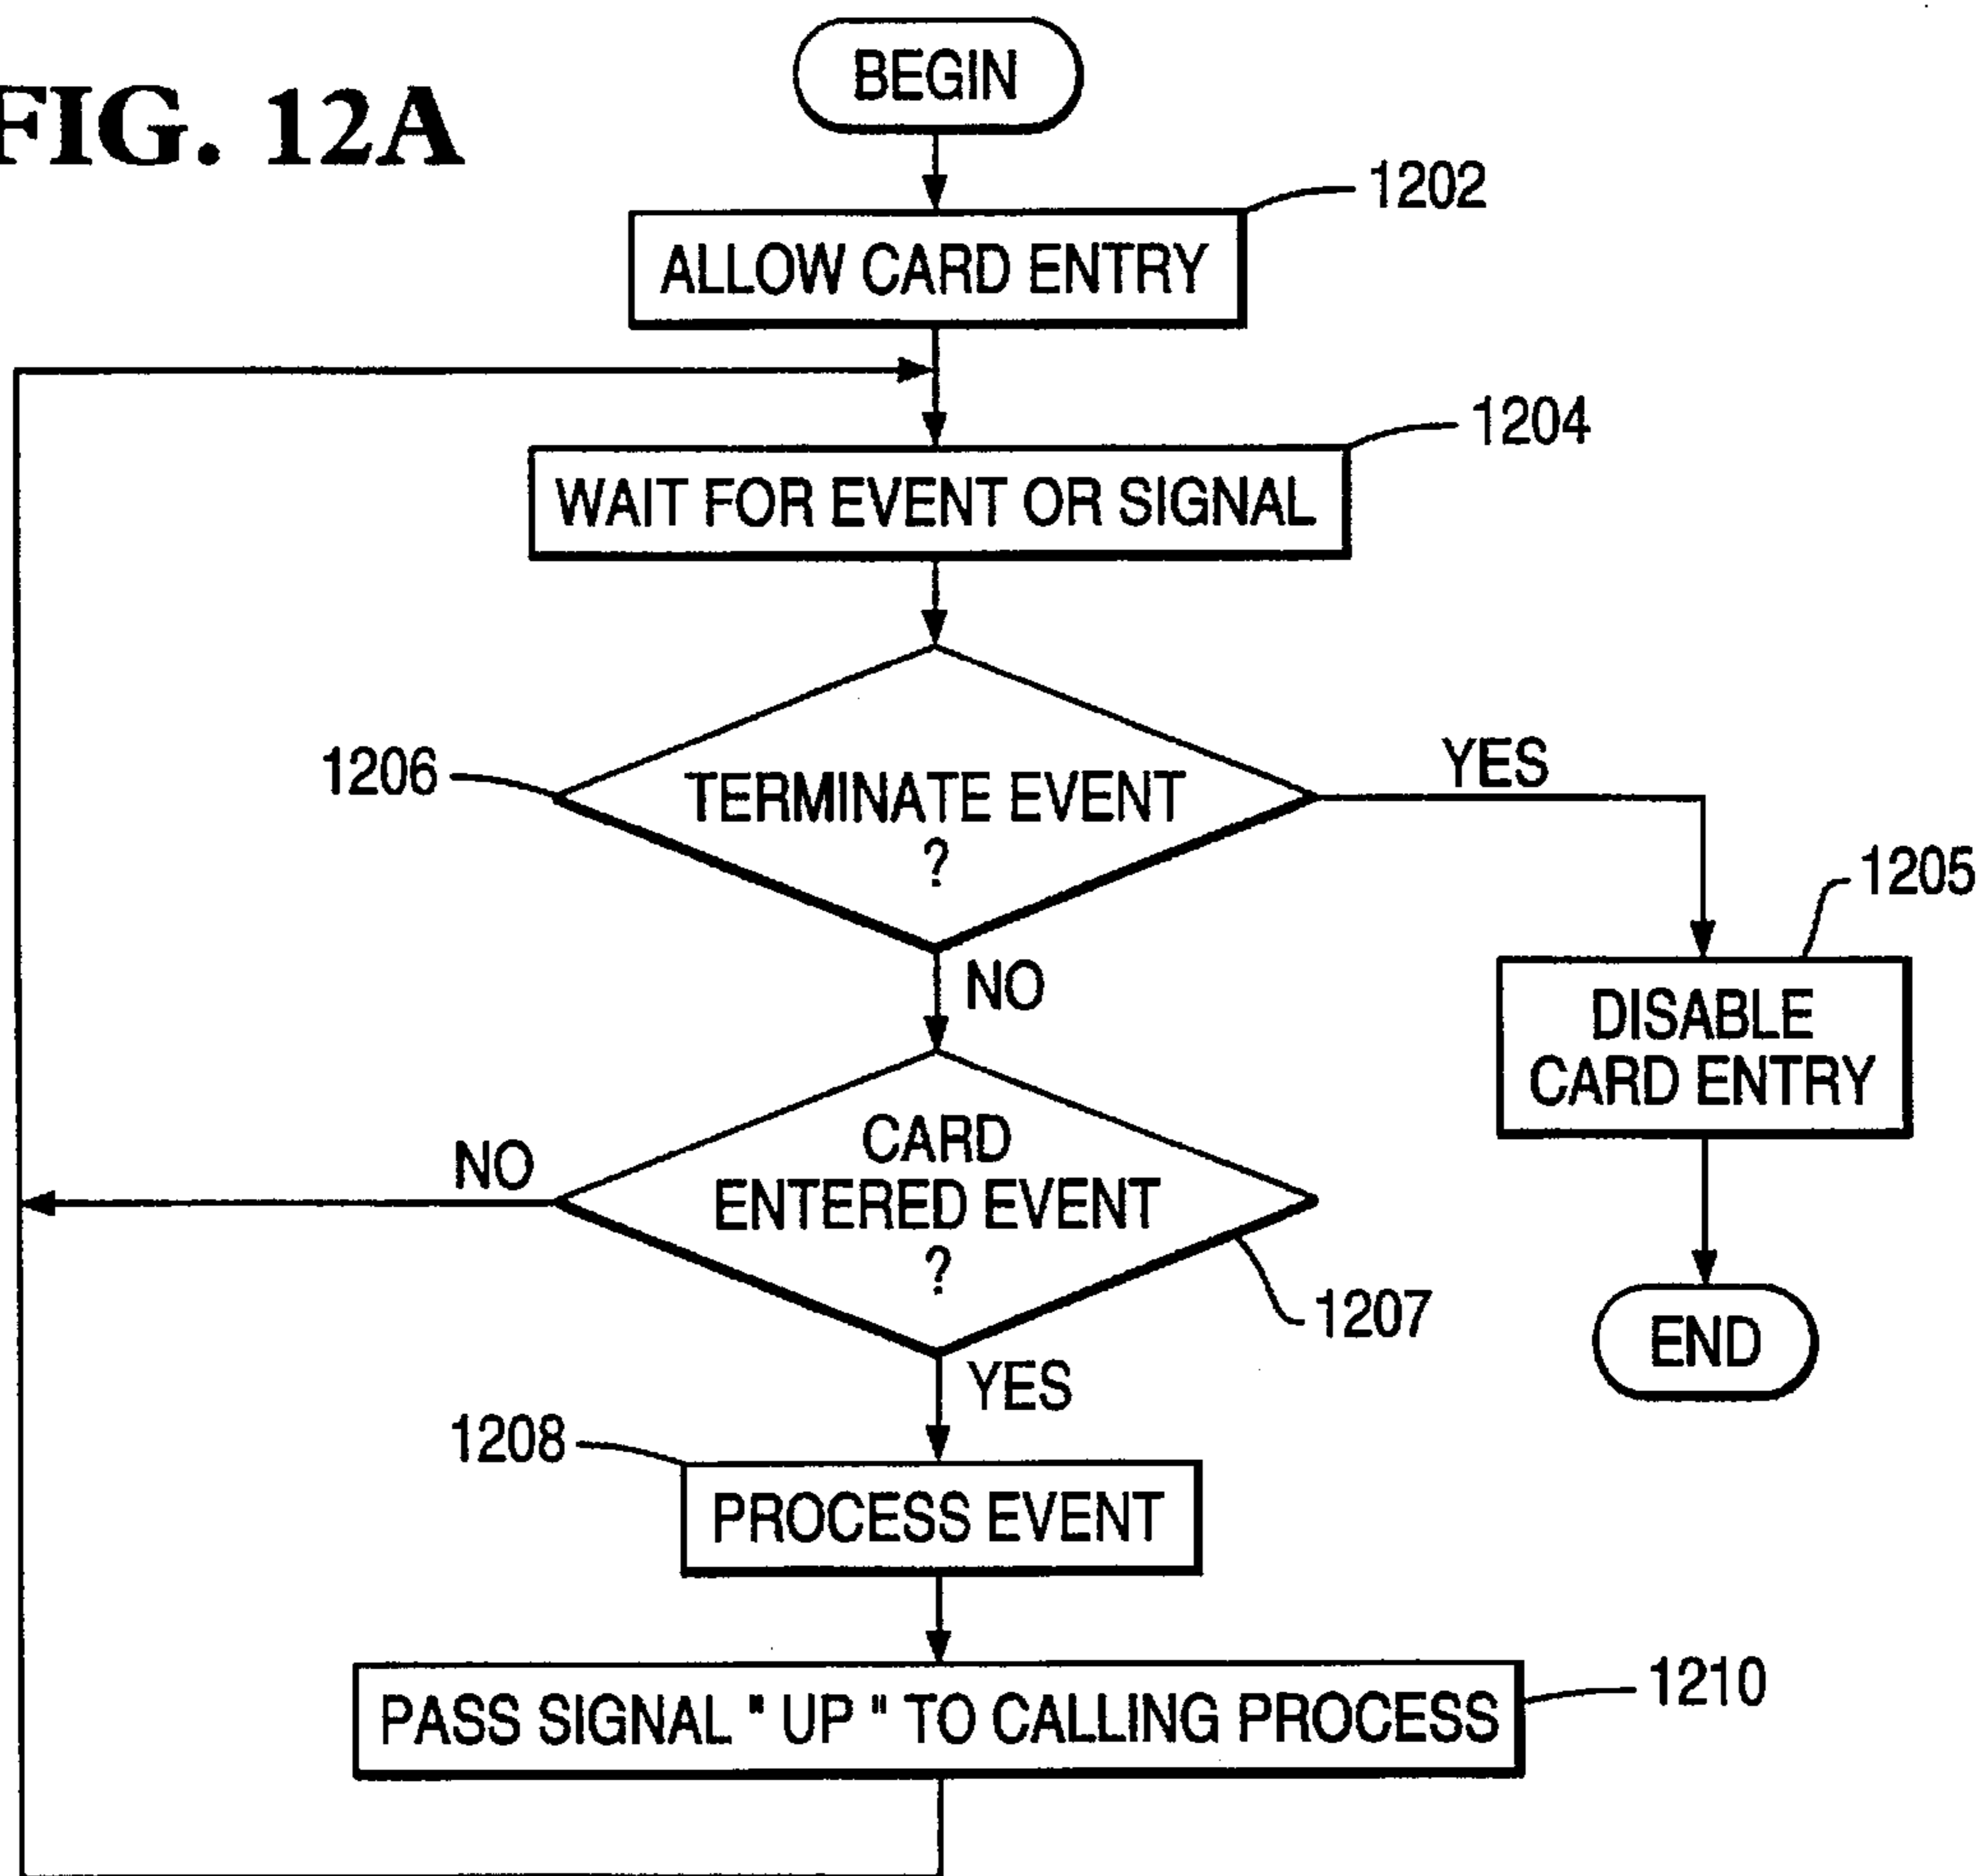 FIG. 12A
BEGIN
1202
ALLOW CARD ENTRY
1204
WAIT FOR EVENT OR SIGNAL
1206
TERMINATE EVENT
?
YES
1205
NO
DISABLE
CARD ENTRY
CARD
ENTERED EVENT
?
NO
1207
END
YES
1208
PROCESS EVENT
1210
PASS SIGNAL " UP " TO CALLING PROCESS